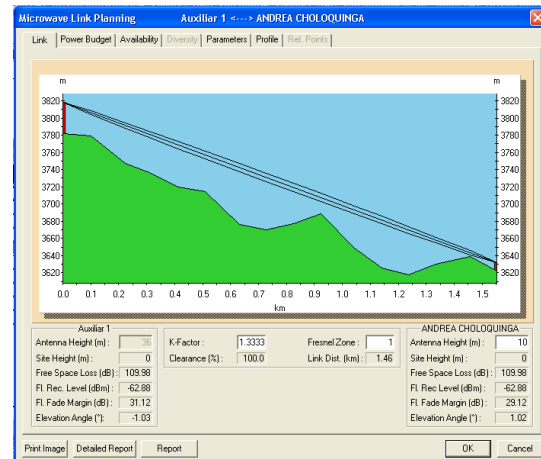 Microwave Link Planning Auxiliar 1 <---> ANDREA CHOLOQUINGA
Link Power Budget Availability Diversity Parameters Profile Ref. Points
m m
3820 3820
3800 3800
3780 3780
3760 3760
3740 3740
3720 3720
3700 3700
3680 3680
3660 3660
3640 3640
3620 3620
0.0 0.1 0.2 0.3 0.4 0.5 0.6 0.7 0.8 0.9 1.0 1.1 1.2 1.3 1.4 1.5
km
Auxiliar 1 ANDREA CHOLOQUINGA
Antenna Height (m) : 36 K-Factor : 1.3333 Fresnel Zone : 1 Antenna Height (m) : 10
Site Height (m) : 0 Clearance (%) : 100.0 Link Dist. (km) : 1.46 Site Height (m) : 0
Free Space Loss (dB) : 109.98 Free Space Loss (dB) : 109.98
Fl. Rec. Level (dBm) : -62.88 Fl. Rec. Level (dBm) : -62.88
Fl. Fade Margin (dB) : 31.12 Fl. Fade Margin (dB) : 29.12
Elevation Angle (°): -1.03 Elevation Angle (°) : 1.02
Print Image Detailed Report Report OK Cancel